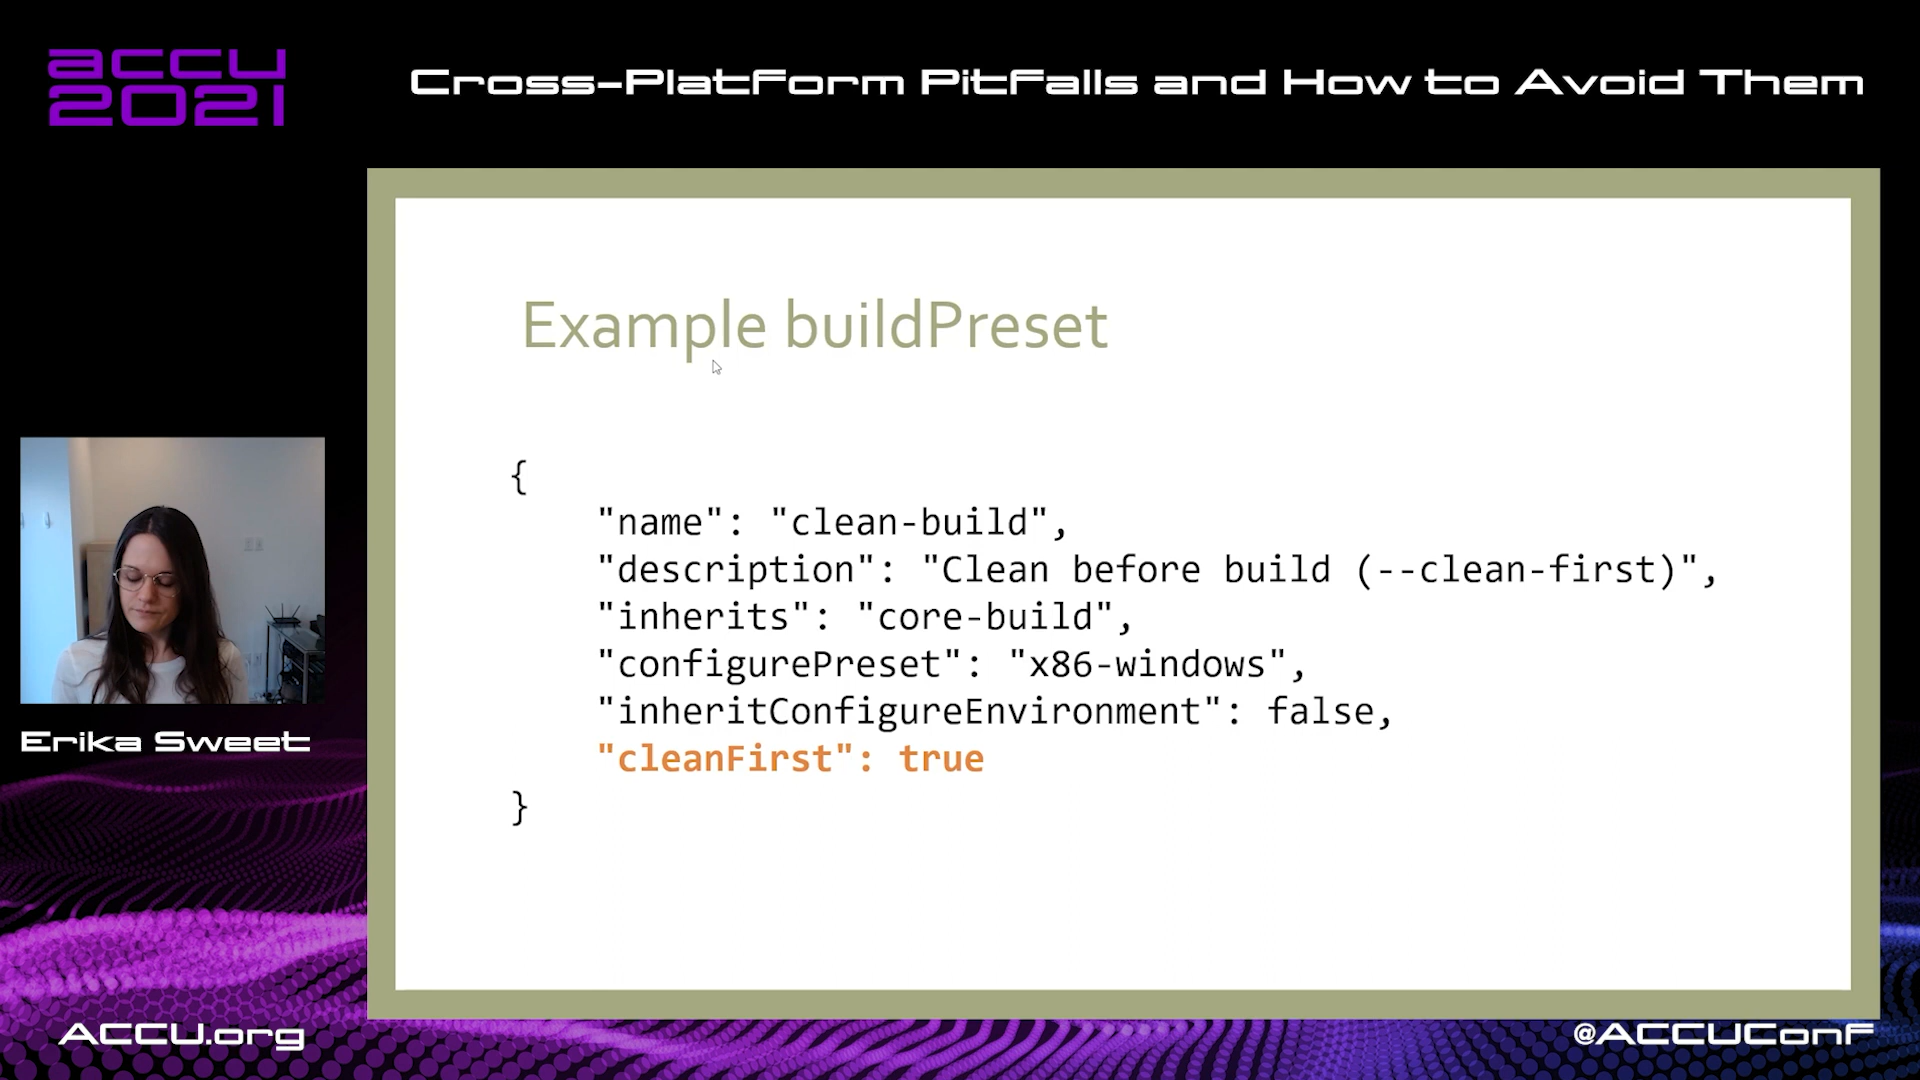 accu
2021
Cross-Platform Pitfalls and How to Avoid Them
Example buildPreset
{
"name": "clean-build",
"description": "Clean before build (--clean-first)",
"inherits": "core-build",
"configurePreset": "x86-windows",
"inheritConfigureEnvironment": false,
"cleanFirst": true
}
Erika Sweet
ACCU.org
@ACCUConf